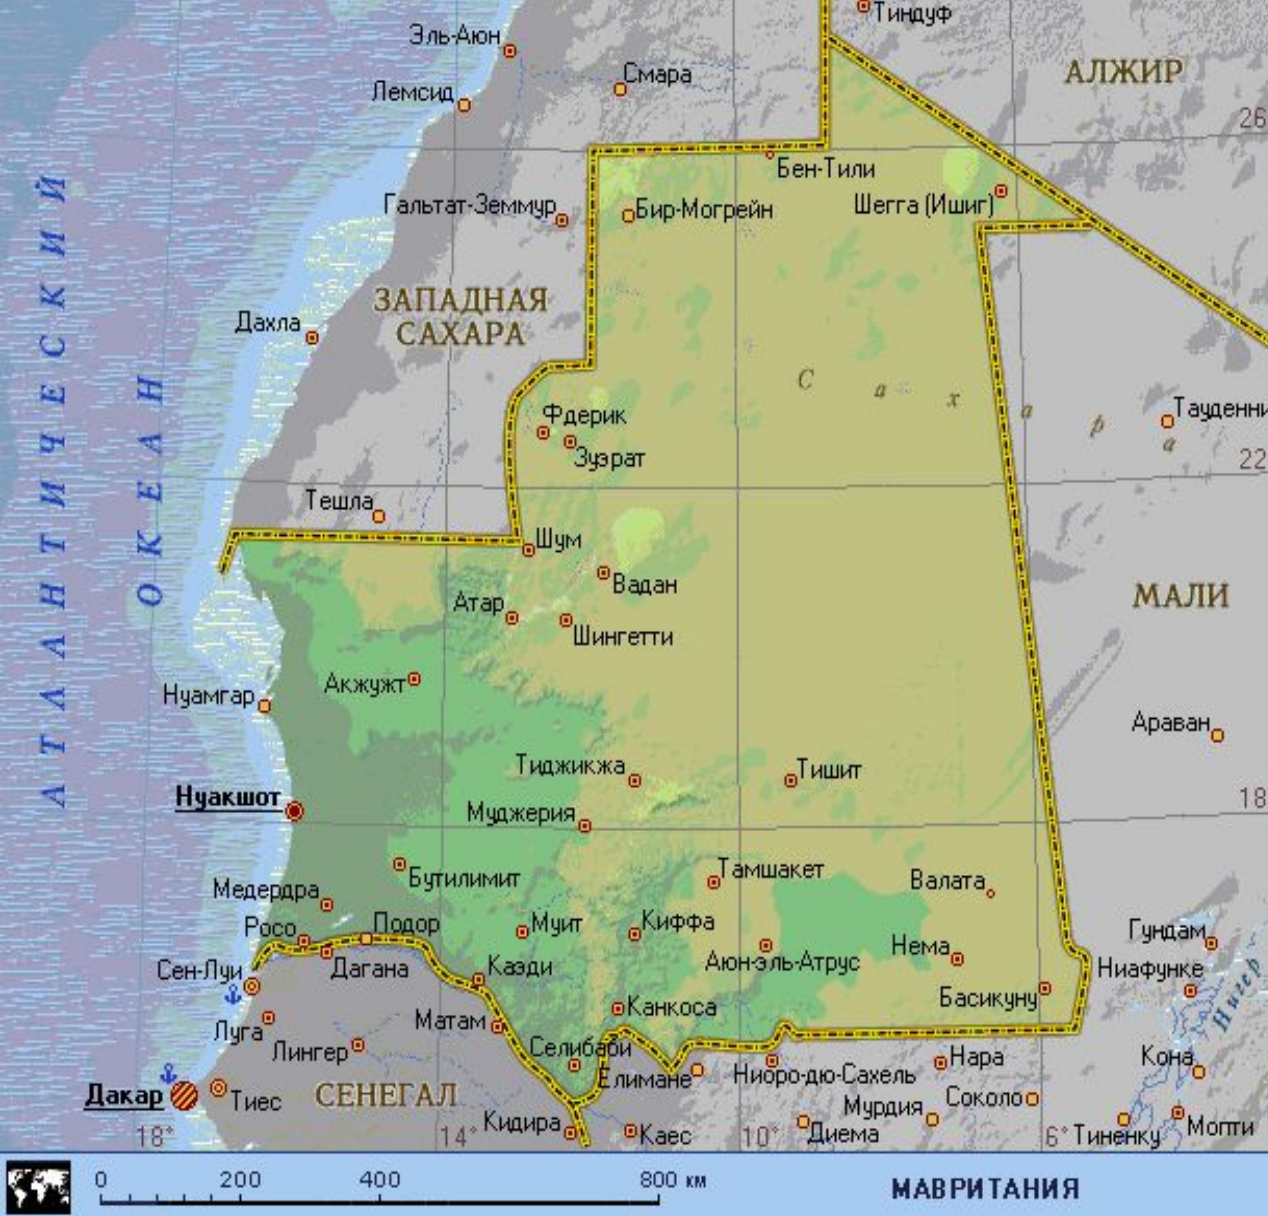 Тиндуф
Эль-Аюн
АЛЖИР
Смара
Лемсид
26
Бен-Тили
Гальтат-Земмур
Бир-Могрейн
Шегга (Ишиг)
АТЛАНТИЧЕСКИЙ
ОКЕАН
ЗАПАДНАЯ
САХАРА
Дахла
Сахара
Фдерик
Тауденни
Зуэрат
22
Тешла
Шум
Вадан
Атар
МАЛИ
Шингетти
Акжужт
Нуамгар
Араван
Тиджикжа
Тишит
Нуакшот
18
Муджерия
Бутилимит
Тамшакет
Валата
Медердра
Росо
Подор
Муит
Киффа
Гундам
Нема
Сен-Луи
Дагана
Каэди
Аюн-эль-Атрус
Ниафунке
Нигер
Басикуну
Канкоса
Луга
Матам
Лингер
Селибаби
Елимане
Ниоро-дю-Сахель
Нара
Кона
Дакар
Тиес
СЕНЕГАЛ
Мурдия
Соколо
18°
14°
Кидира
Каес
10°
Диема
6°
Тиненку
Мопти
0 200 400 800 км
МАВРИТАНИЯ